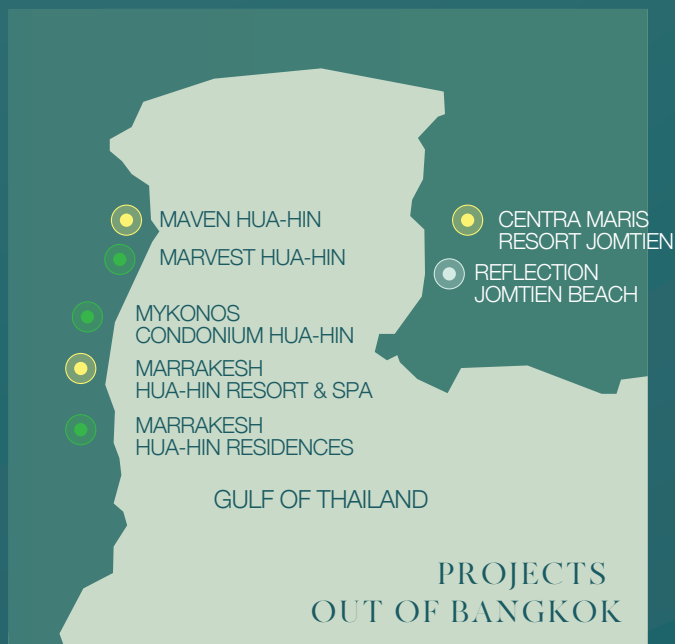 MAVEN HUA-HIN
MARVEST HUA-HIN
MYKONOS
CONDONIUM HUA-HIN
MARRAKESH
HUA-HIN RESORT & SPA
MARRAKESH
HUA-HIN RESIDENCES
CENTRA MARIS
RESORT JOMTIEN
REFLECTION
JOMTIEN BEACH
GULF OF THAILAND
PROJECTS
OUT OF BANGKOK